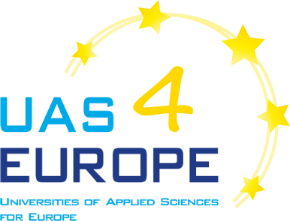 UAS 4
EUROPE
Universities of Applied Sciences
for Europe